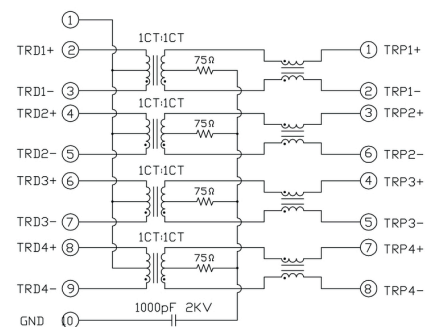 1
1CT:1CT
TRD1+ 2 1 TRP1+
75Ω
TRD1- 3 2 TRP1-
1CT:1CT
TRD2+ 4 3 TRP2+
75Ω
TRD2- 5 6 TRP2-
1CT:1CT
TRD3+ 6 4 TRP3+
75Ω
TRD3- 7 5 TRP3-
1CT:1CT
TRD4+ 8 7 TRP4+
75Ω
TRD4- 9 8 TRP4-
1000pF 2KV
GND 10